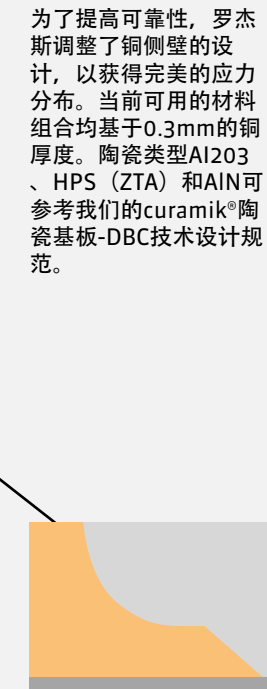 为了提高可靠性，罗杰
斯调整了铜侧壁的设
计，以获得完美的应力
分布。当前可用的材料
组合均基于0.3mm的铜
厚度。陶瓷类型Al203
、HPS（ZTA）和AlN可
参考我们的curamik®陶
瓷基板-DBC技术设计规
范。